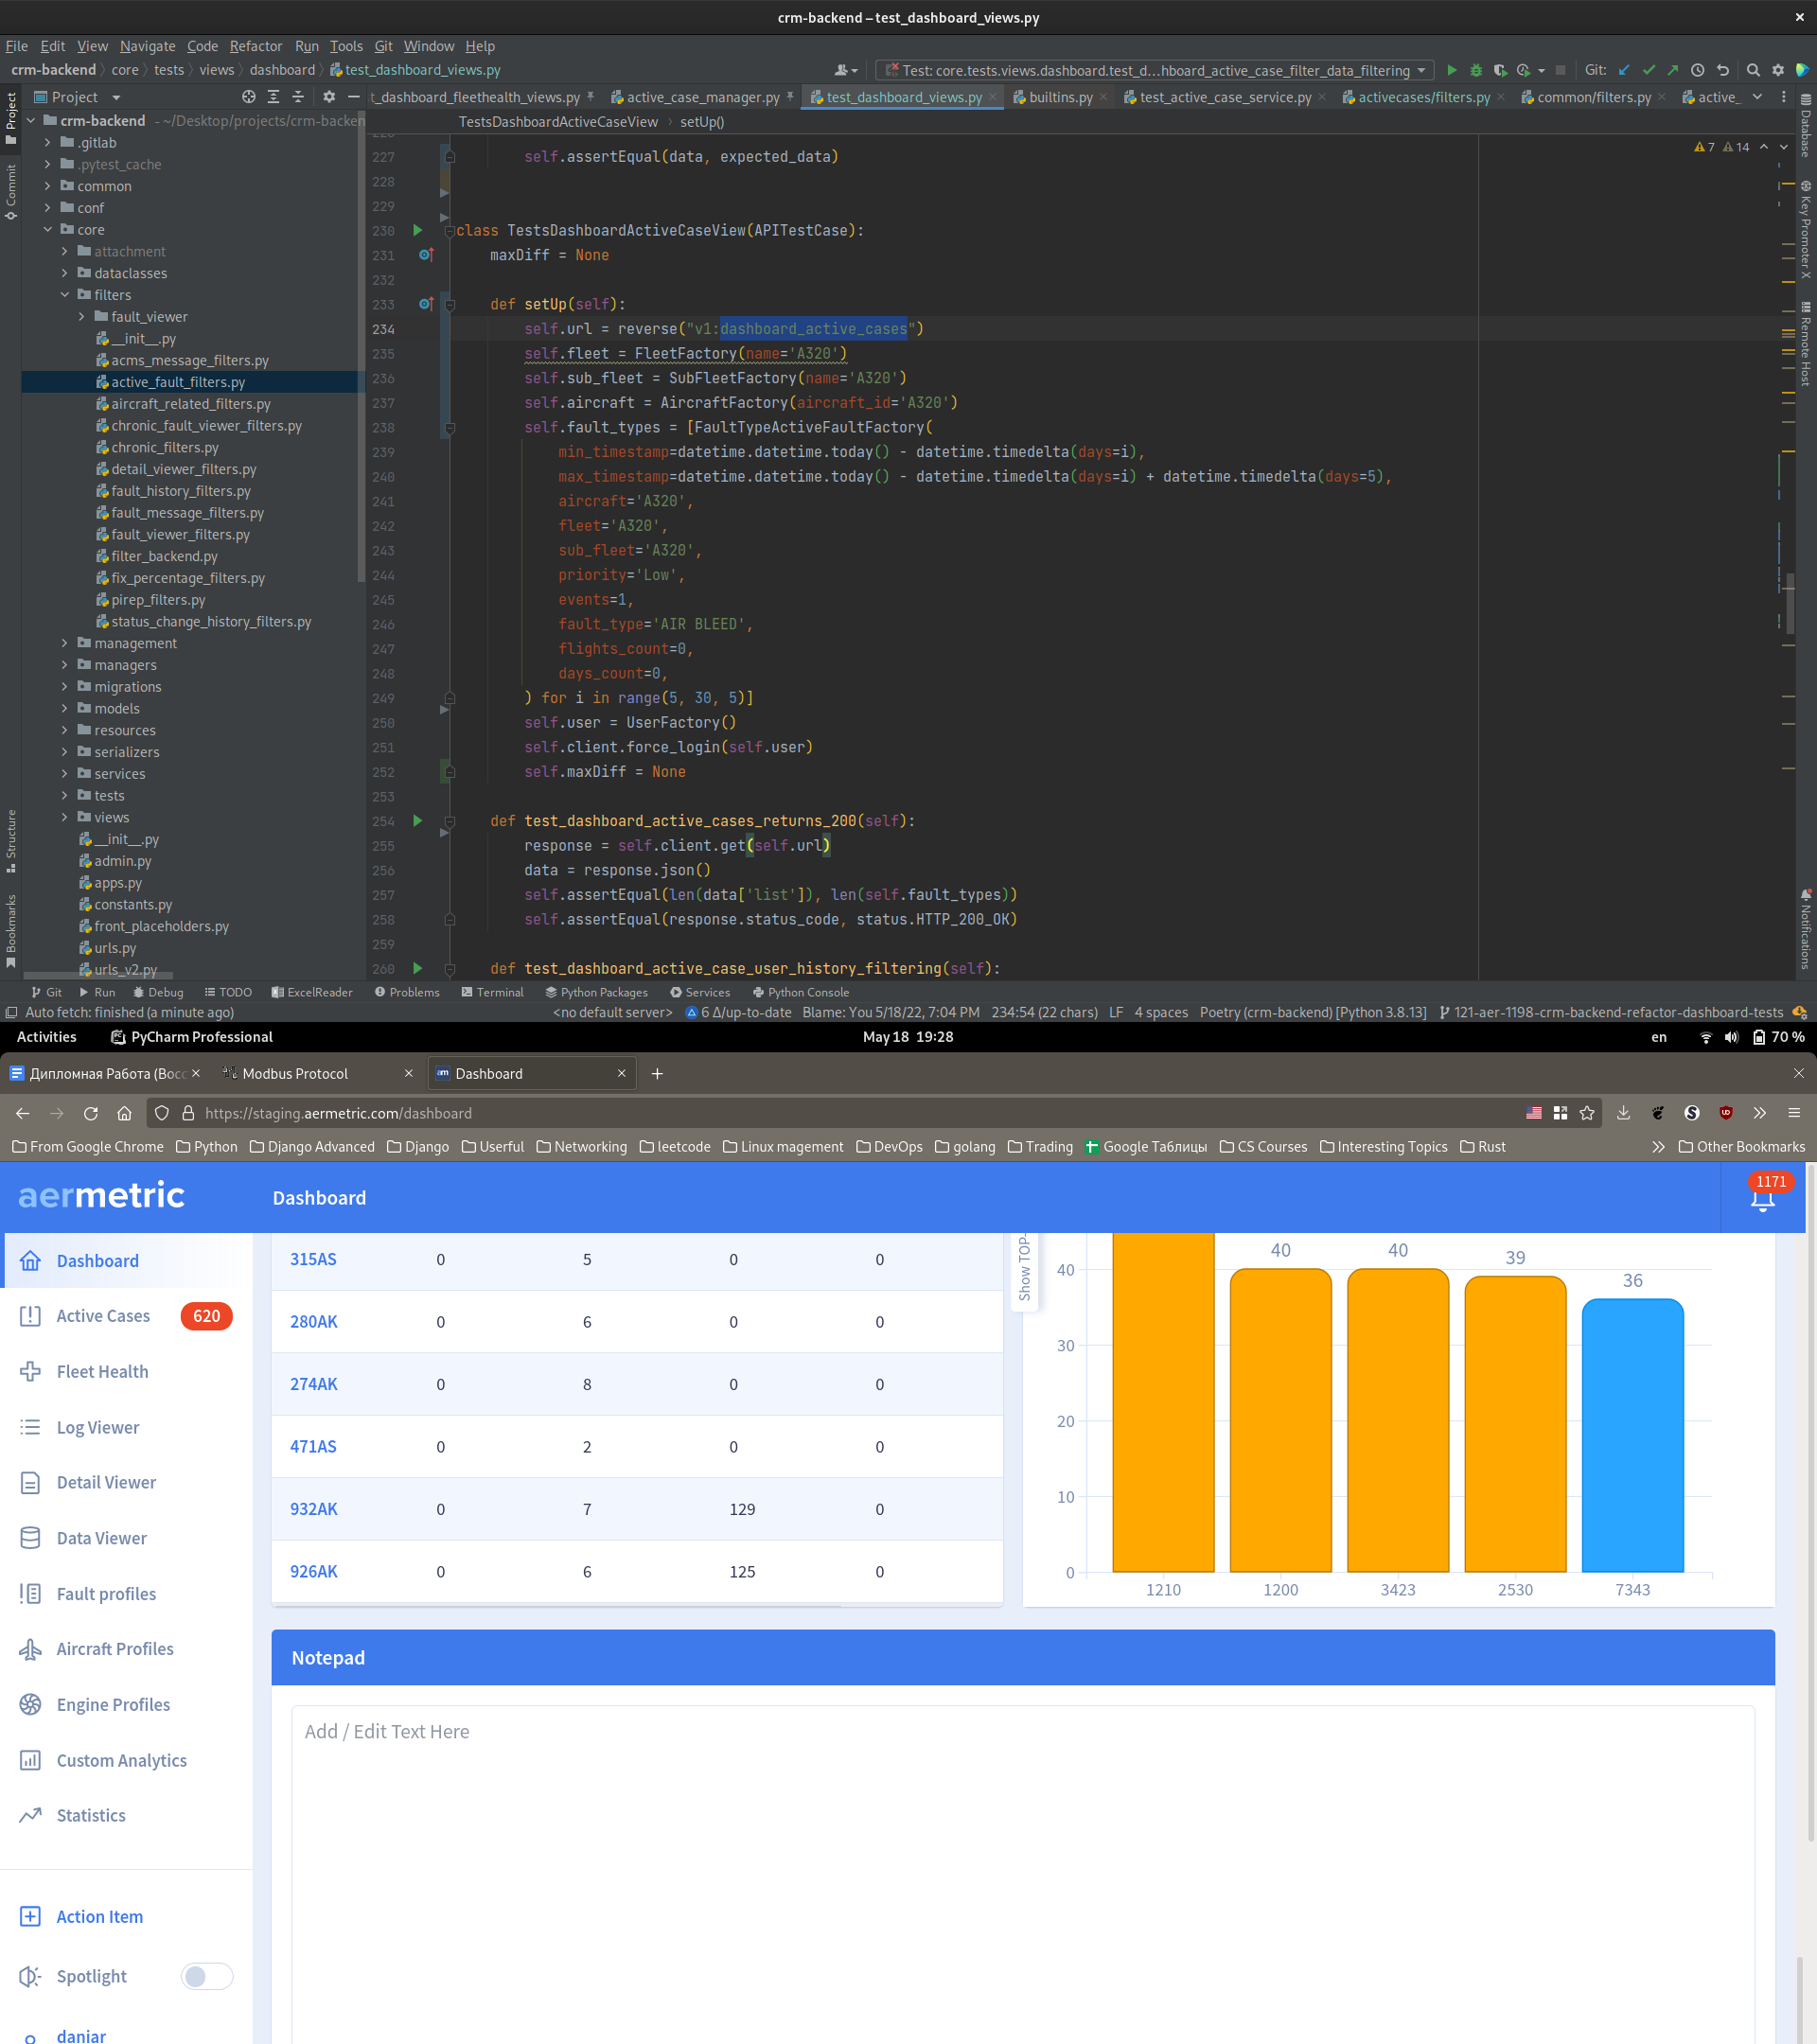 crm-backend – test_dashboard_views.py
File Edit View Navigate Code Refactor Run Tools Git Window Help
crm-backend core tests views dashboard test_dashboard_views.py
Test: core.tests.views.dashboard.test_d...hboard_active_case_filter_data_filtering
Git:
Project
t_dashboard_fleethealth_views.py active_case_manager.py test_dashboard_views.py builtins.py test_active_case_service.py activecases/filters.py common/filters.py active_
TestsDashboardActiveCaseView setUp()
Project
Commit
Structure
Bookmarks
crm-backend ~/Desktop/projects/crm-backen
.gitlab
.pytest_cache
common
conf
core
attachment
dataclasses
filters
fault_viewer
__init__.py
acms_message_filters.py
active_fault_filters.py
aircraft_related_filters.py
chronic_fault_viewer_filters.py
chronic_filters.py
detail_viewer_filters.py
fault_history_filters.py
fault_message_filters.py
fault_viewer_filters.py
filter_backend.py
fix_percentage_filters.py
pirep_filters.py
status_change_history_filters.py
management
managers
migrations
models
resources
serializers
services
tests
views
__init__.py
admin.py
apps.py
constants.py
front_placeholders.py
urls.py
urls_v2.py
7 14
227 self.assertEqual(data, expected_data)
228
229
230 class TestsDashboardActiveCaseView(APITestCase):
231 maxDiff = None
232
233 def setUp(self):
234 self.url = reverse("v1:dashboard_active_cases")
235 self.fleet = FleetFactory(name='A320')
236 self.sub_fleet = SubFleetFactory(name='A320')
237 self.aircraft = AircraftFactory(aircraft_id='A320')
238 self.fault_types = [FaultTypeActiveFaultFactory(
239 min_timestamp=datetime.datetime.today() - datetime.timedelta(days=i),
240 max_timestamp=datetime.datetime.today() - datetime.timedelta(days=i) + datetime.timedelta(days=5),
241 aircraft='A320',
242 fleet='A320',
243 sub_fleet='A320',
244 priority='Low',
245 events=1,
246 fault_type='AIR BLEED',
247 flights_count=0,
248 days_count=0,
249 ) for i in range(5, 30, 5)]
250 self.user = UserFactory()
251 self.client.force_login(self.user)
252 self.maxDiff = None
253
254 def test_dashboard_active_cases_returns_200(self):
255 response = self.client.get(self.url)
256 data = response.json()
257 self.assertEqual(len(data['list']), len(self.fault_types))
258 self.assertEqual(response.status_code, status.HTTP_200_OK)
259
260 def test_dashboard_active_case_user_history_filtering(self):
Database
Key Promoter X
Remote Host
Notifications
Git Run Debug TODO ExcelReader Problems Terminal Python Packages Services Python Console
Auto fetch: finished (a minute ago) <no default server> 6 Δ/up-to-date Blame: You 5/18/22, 7:04 PM 234:54 (22 chars) LF 4 spaces Poetry (crm-backend) [Python 3.8.13] 121-aer-1198-crm-backend-refactor-dashboard-tests
Activities PyCharm Professional May 18 19:28 en 70 %
Дипломная Работа (Восс Modbus Protocol am Dashboard
https://staging.aermetric.com/dashboard
From Google Chrome Python Django Advanced Django Userful Networking leetcode Linux magement DevOps golang Trading Google Таблицы CS Courses Interesting Topics Rust Other Bookmarks
aermetric Dashboard 1171
Dashboard
Active Cases 620
Fleet Health
Log Viewer
Detail Viewer
Data Viewer
Fault profiles
Aircraft Profiles
Engine Profiles
Custom Analytics
Statistics
Action Item
Spotlight
daniar
315AS 0 5 0 0
280AK 0 6 0 0
274AK 0 8 0 0
471AS 0 2 0 0
932AK 0 7 129 0
926AK 0 6 125 0
Show TOP-
40 40 39 36
40
30
20
10
0
1210 1200 3423 2530 7343
Notepad
Add / Edit Text Here